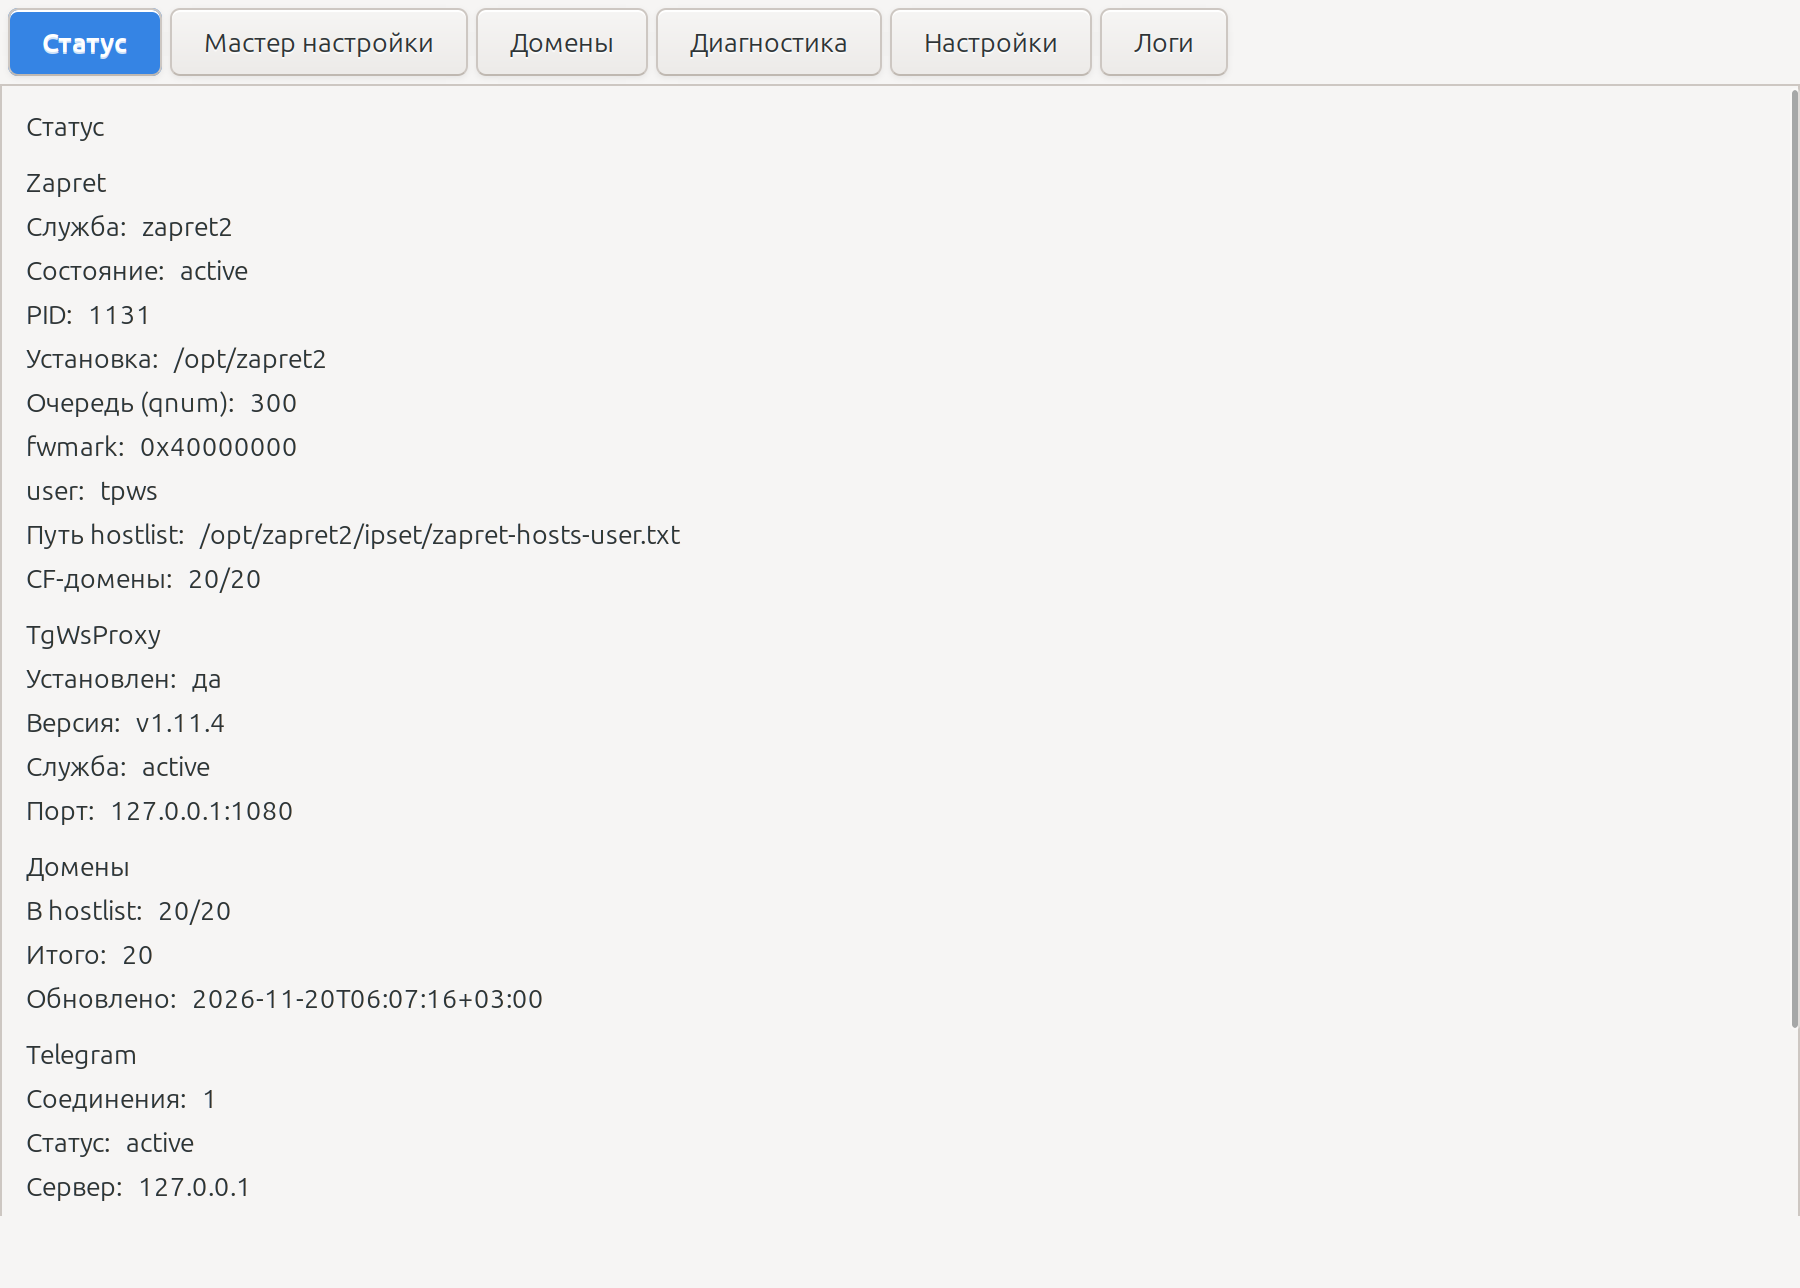 Статус
Мастер настройки
Домены
Диагностика
Настройки
Логи
Статус
Zapret
Служба: zapret2
Состояние: active
PID: 1131
Установка: /opt/zapret2
Очередь (qnum): 300
fwmark: 0x40000000
user: tpws
Путь hostlist: /opt/zapret2/ipset/zapret-hosts-user.txt
CF-домены: 20/20
TgWsProxy
Установлен: да
Версия: v1.11.4
Служба: active
Порт: 127.0.0.1:1080
Домены
В hostlist: 20/20
Итого: 20
Обновлено: 2026-11-20T06:07:16+03:00
Telegram
Соединения: 1
Статус: active
Сервер: 127.0.0.1